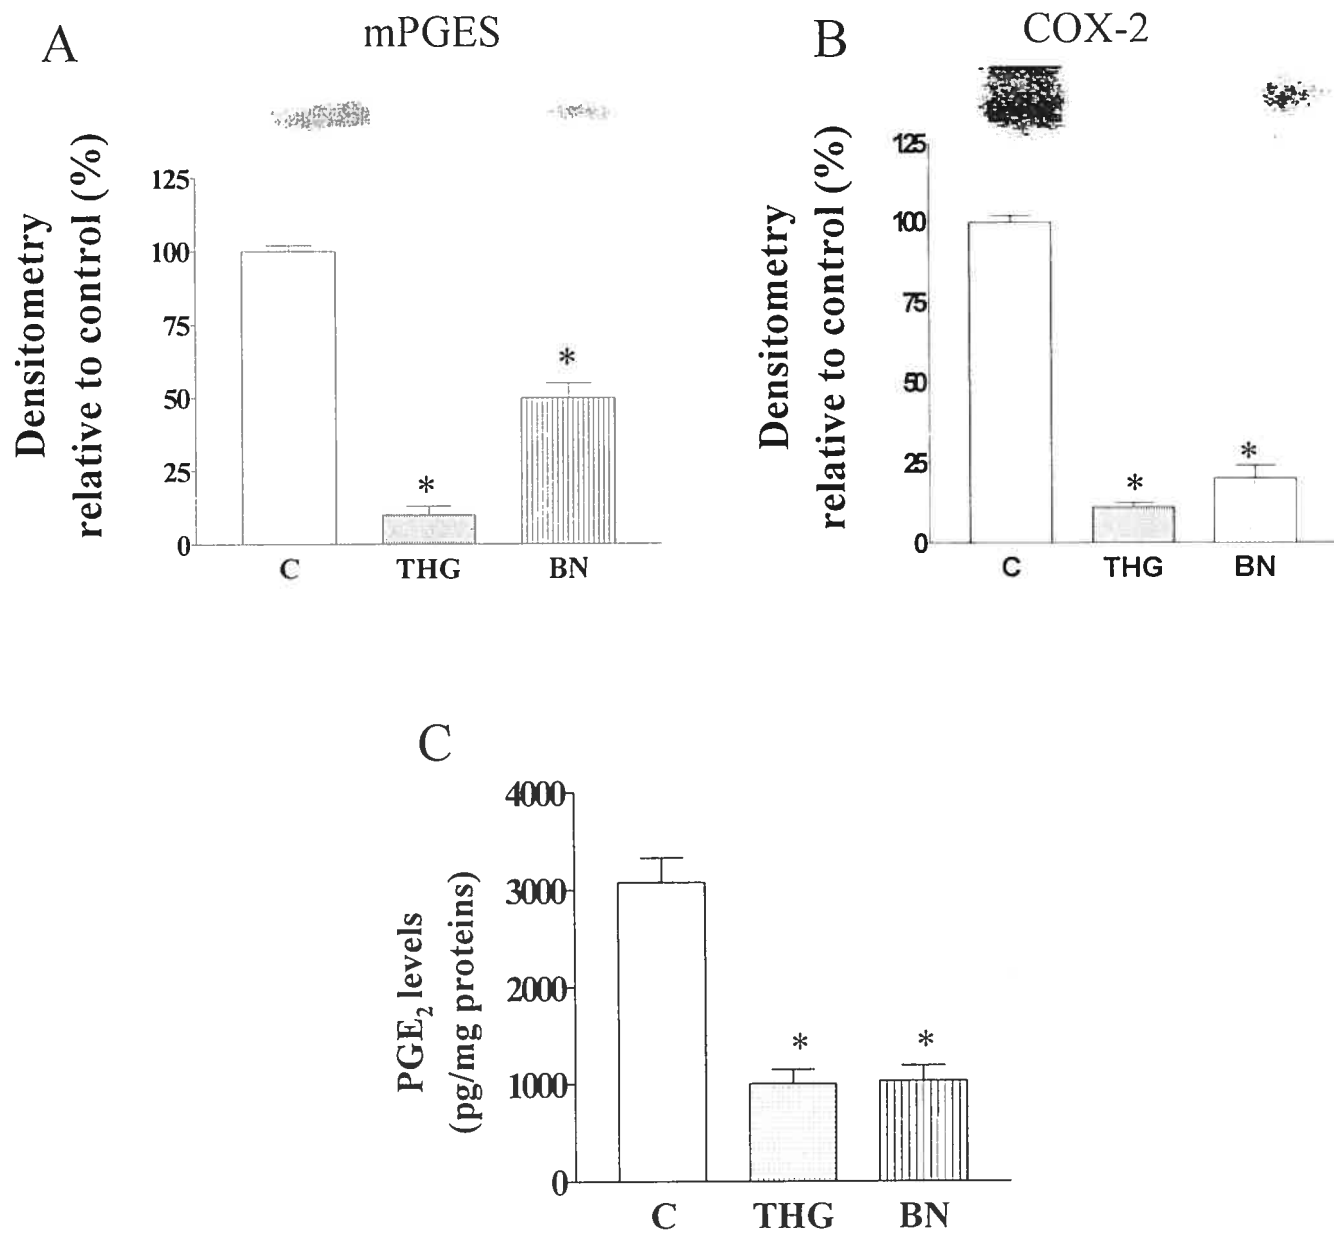 A
mPGES
Densitometry
relative to control (%)
125
100
75
50
25
0
*
*
C THG BN
B
COX-2
Densitometry
relative to control (%)
125
100
75
50
25
0
*
*
C THG BN
C
PGE₂ levels
(pg/mg proteins)
4000
3000
2000
1000
0
*
*
C THG BN